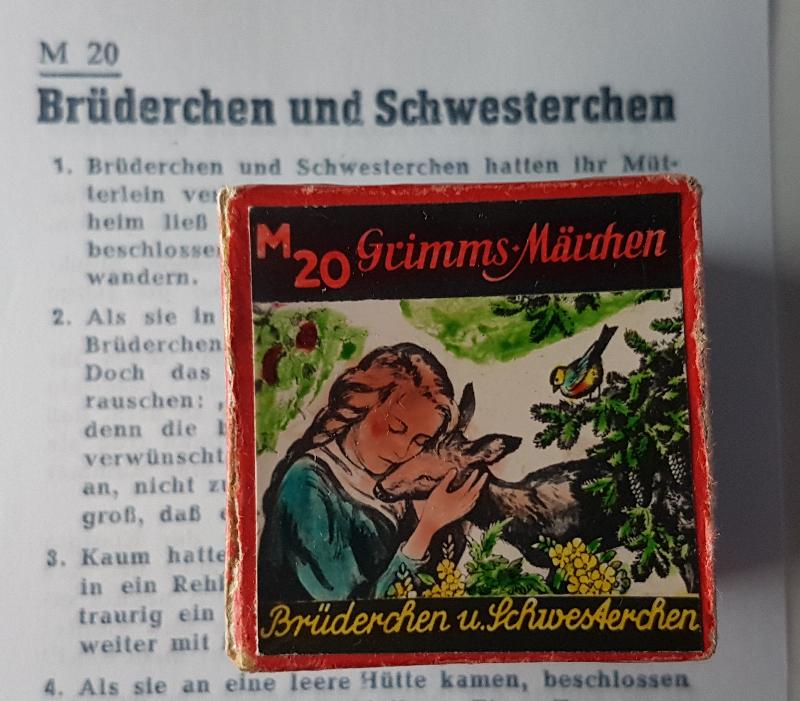 M 20
Brüderchen und Schwesterchen
1. Brüderchen und Schwesterchen hatten ihr Müt-
terlein
heim ließ
wandern.
2. Als sie in
Brüderchen
Doch das
rauschen:
denn die
verwünscht
an, nicht
groß, daß
3. Kaum hatte
in ein
traurig ein
weiter mit
4. Als sie an eine leere Hütte kamen, beschlossen
M 20 Grimms-Märchen
Brüderchen u. Schwesterchen